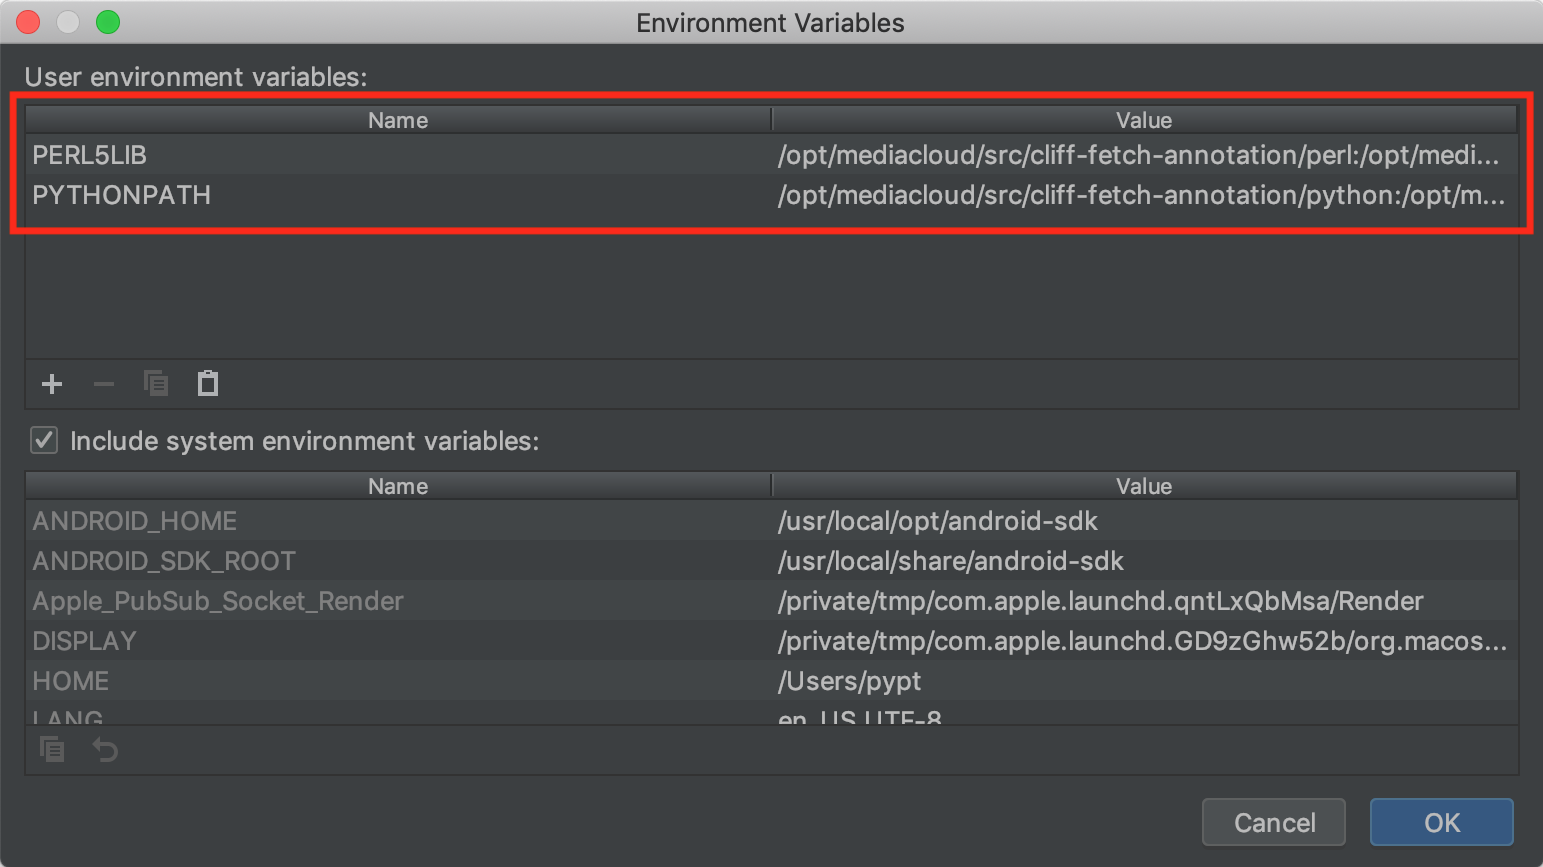 Environment Variables
User environment variables:
Name Value
PERL5LIB /opt/mediacloud/src/cliff-fetch-annotation/perl:/opt/medi...
PYTHONPATH /opt/mediacloud/src/cliff-fetch-annotation/python:/opt/m...
Include system environment variables:
Name Value
ANDROID_HOME /usr/local/opt/android-sdk
ANDROID_SDK_ROOT /usr/local/share/android-sdk
Apple_PubSub_Socket_Render /private/tmp/com.apple.launchd.qntLxQbMsa/Render
DISPLAY /private/tmp/com.apple.launchd.GD9zGhw52b/org.macos...
HOME /Users/pypt
LANG en_US.UTF-8
Cancel OK